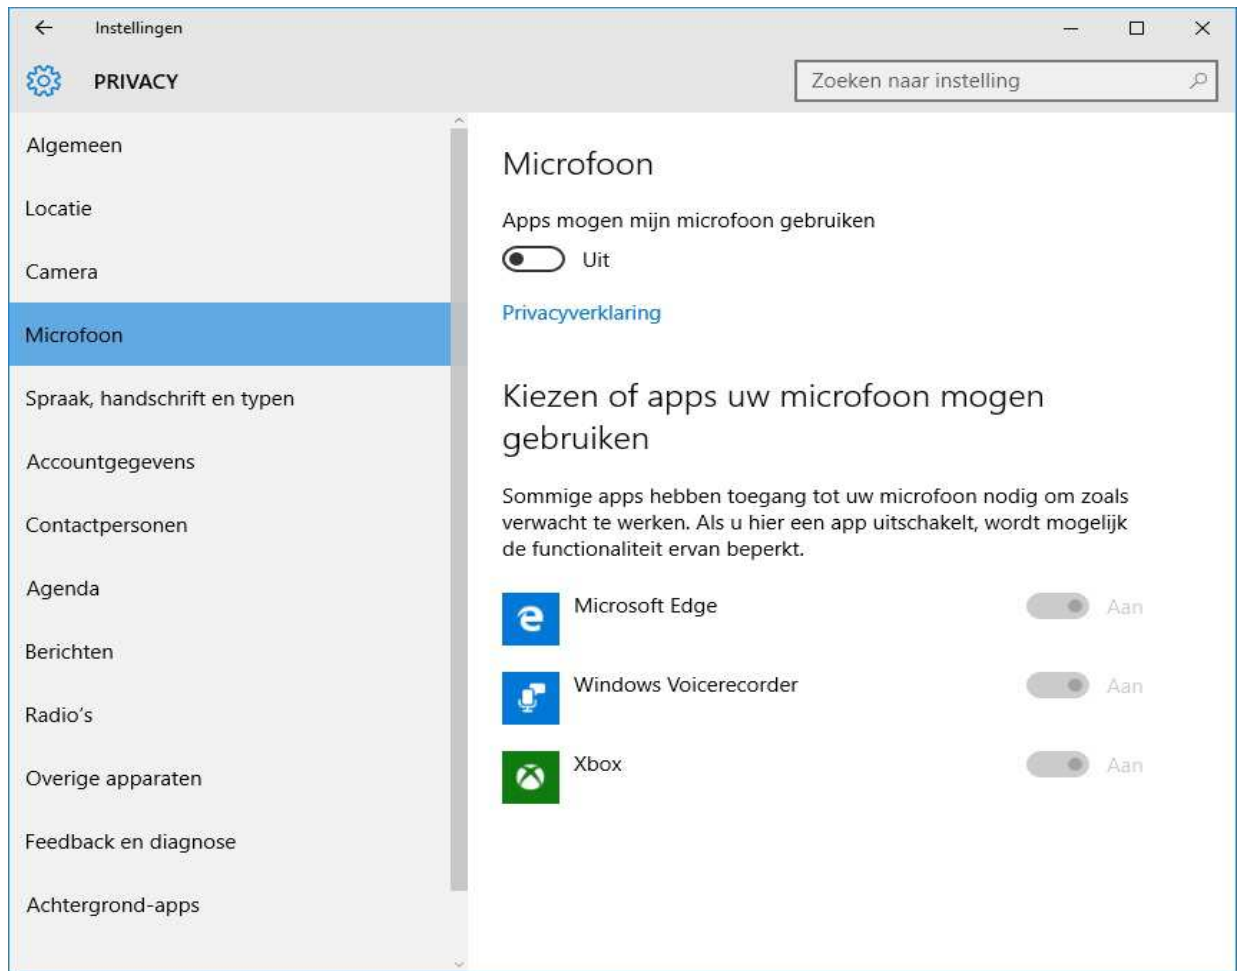 Instellingen
PRIVACY
Zoeken naar instelling
Algemeen
Locatie
Camera
Microfoon
Spraak, handschrift en typen
Accountgegevens
Contactpersonen
Agenda
Berichten
Radio's
Overige apparaten
Feedback en diagnose
Achtergrond-apps
Microfoon
Apps mogen mijn microfoon gebruiken
Uit
Privacyverklaring
Kiezen of apps uw microfoon mogen
gebruiken
Sommige apps hebben toegang tot uw microfoon nodig om zoals
verwacht te werken. Als u hier een app uitschakelt, wordt mogelijk
de functionaliteit ervan beperkt.
Microsoft Edge Aan
Windows Voicerecorder Aan
Xbox Aan